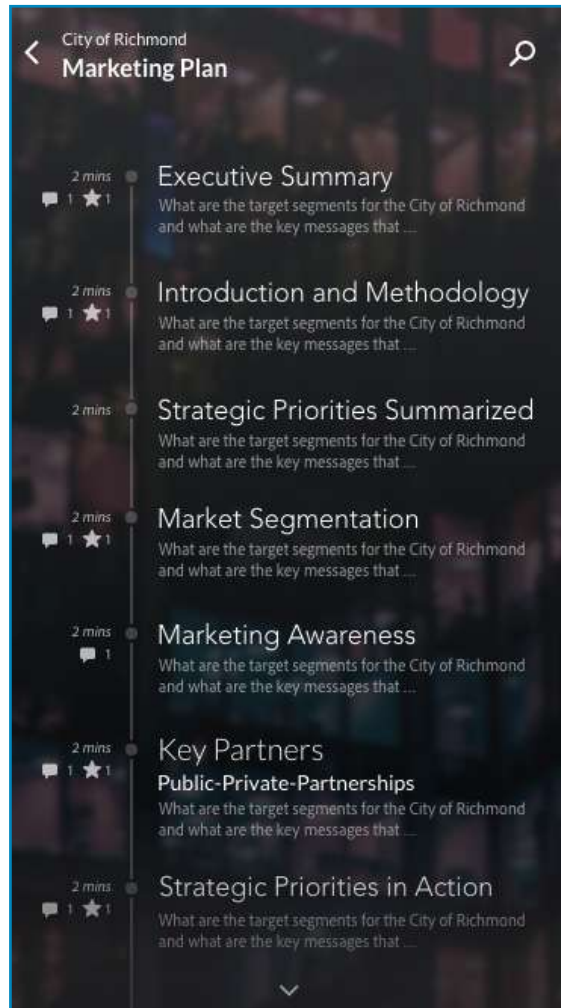 City of Richmond
Marketing Plan
2 mins
1 1
Executive Summary
What are the target segments for the City of Richmond
and what are the key messages that ...
2 mins
1 1
Introduction and Methodology
What are the target segments for the City of Richmond
and what are the key messages that ...
2 mins
Strategic Priorities Summarized
What are the target segments for the City of Richmond
and what are the key messages that ...
2 mins
1 1
Market Segmentation
What are the target segments for the City of Richmond
and what are the key messages that ...
2 mins
1
Marketing Awareness
What are the target segments for the City of Richmond
and what are the key messages that ...
2 mins
1 1
Key Partners
Public-Private-Partnerships
What are the target segments for the City of Richmond
and what are the key messages that ...
2 mins
1 1
Strategic Priorities in Action
What are the target segments for the City of Richmond
and what are the key messages that ...